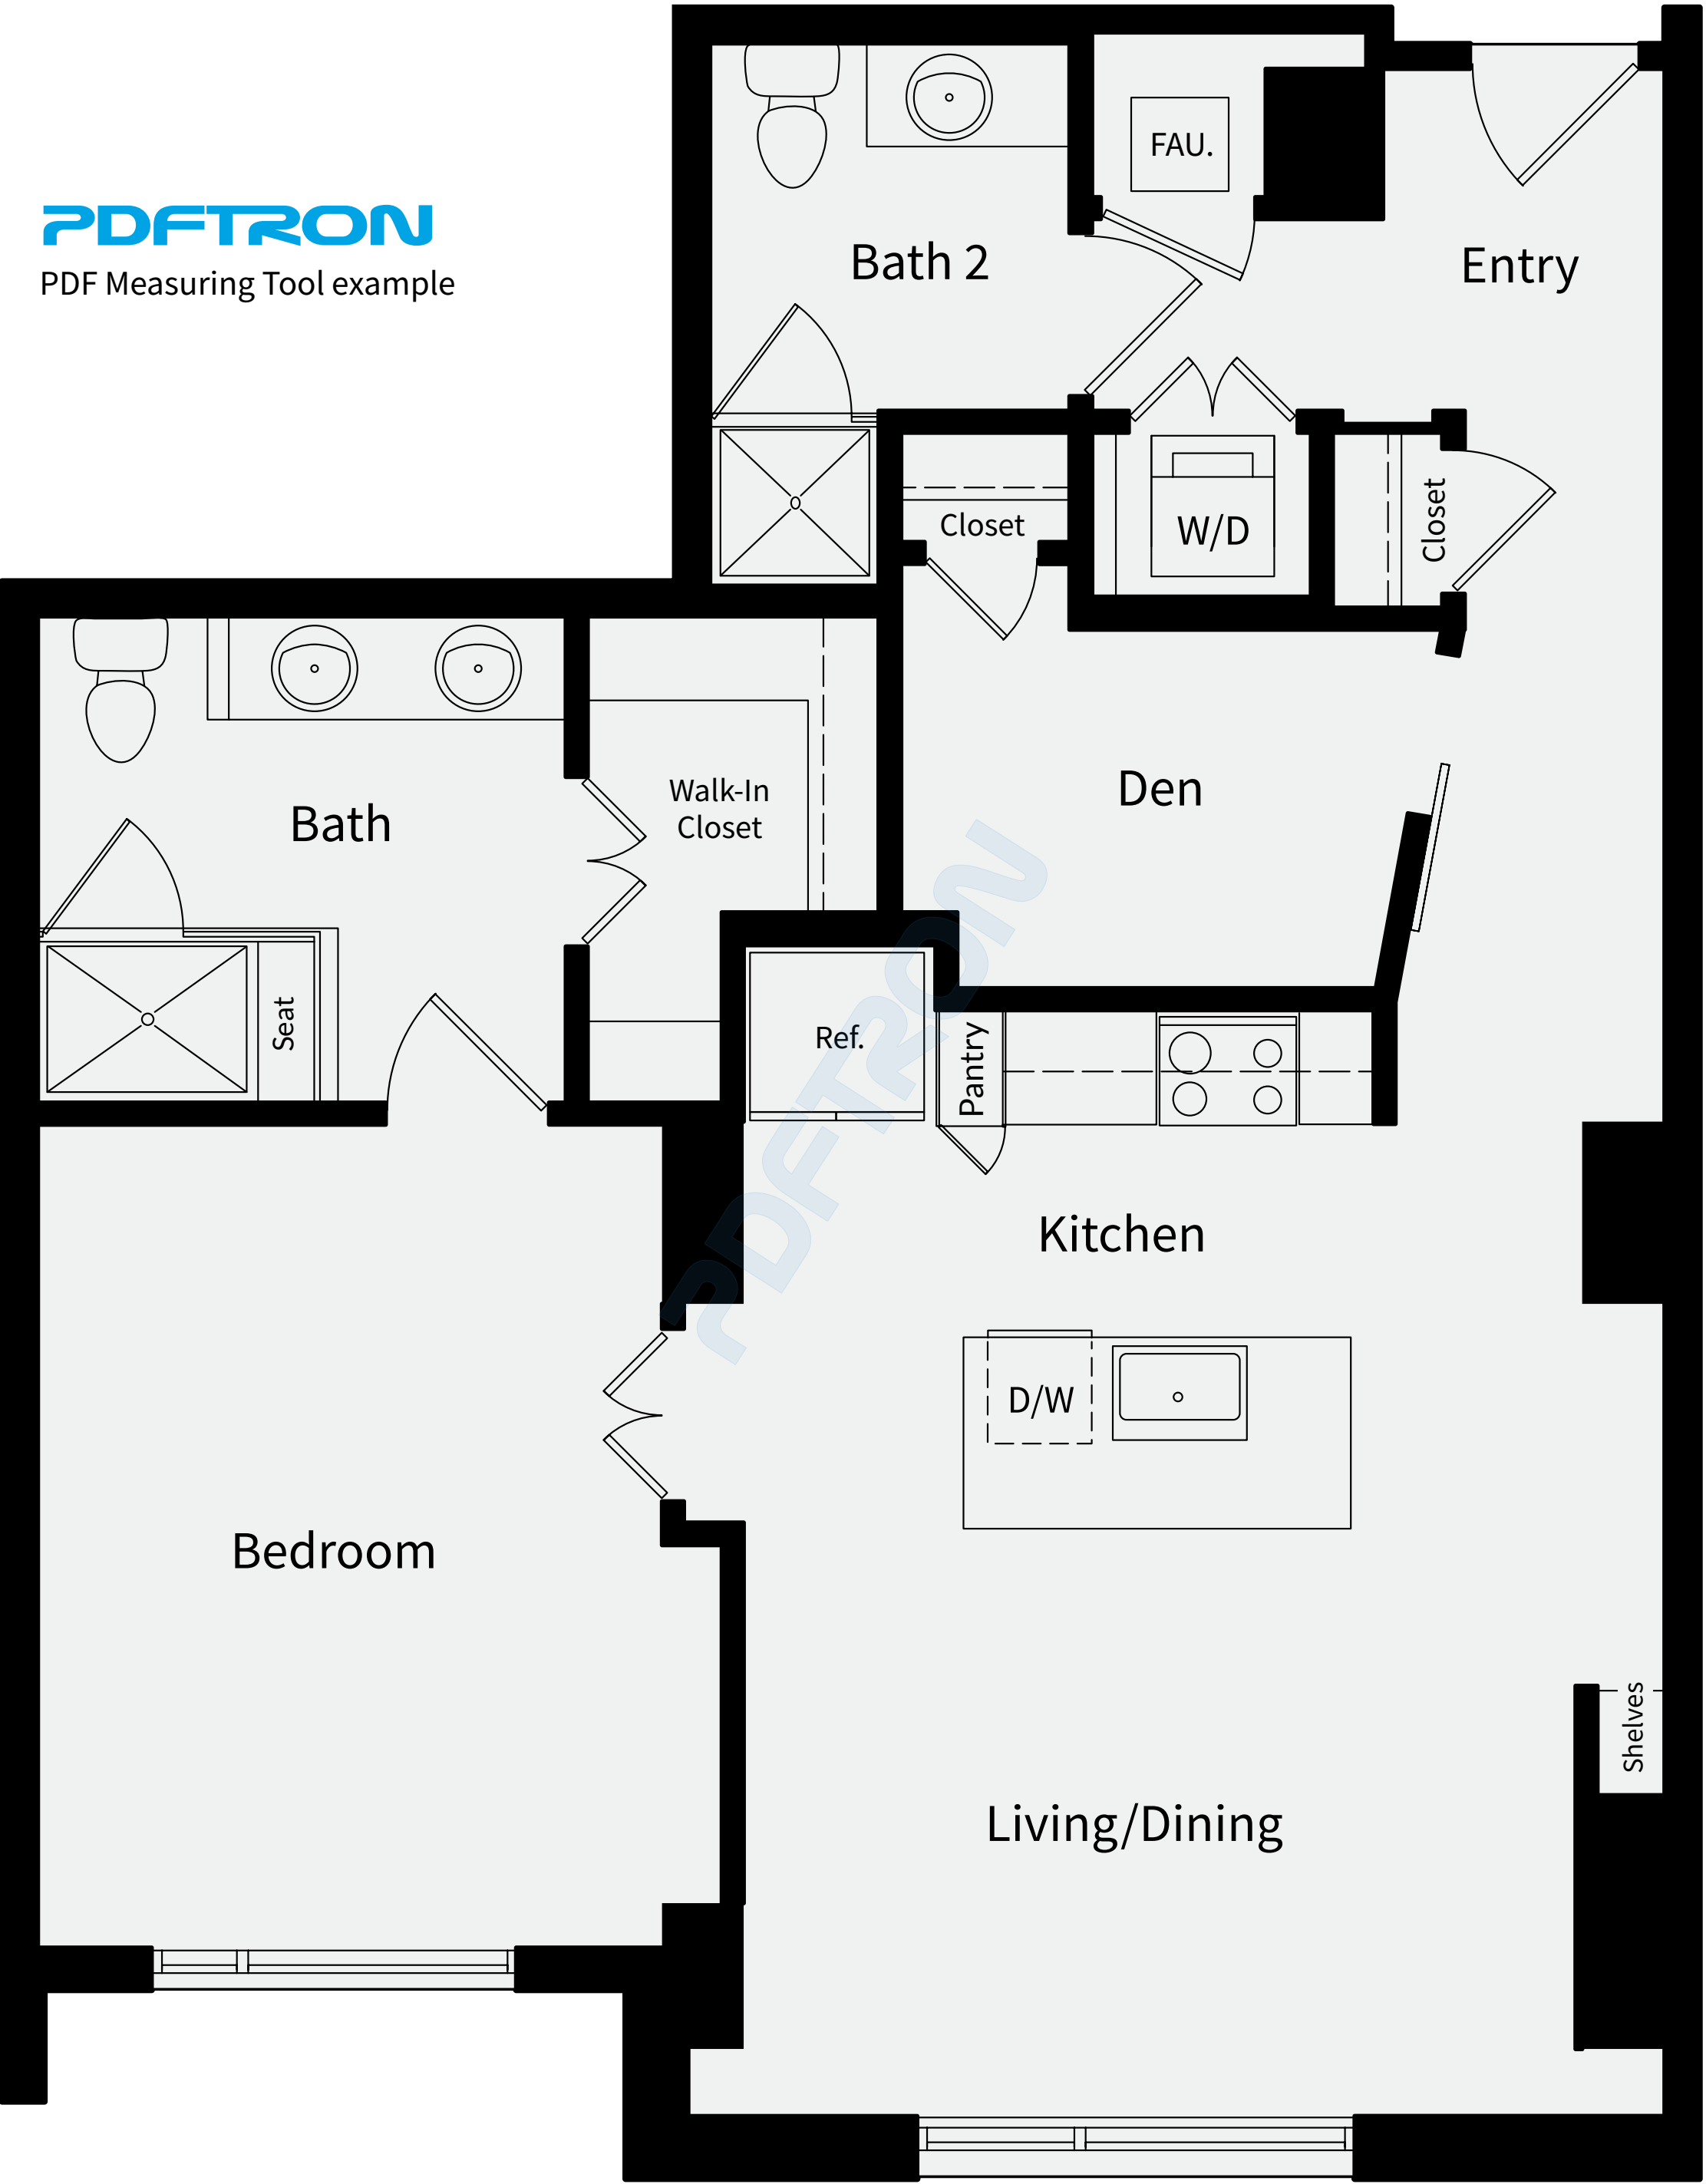 PDFTRON
PDF Measuring Tool example
FAU.
Bath 2
Entry
Closet
W/D
Closet
Walk-In
Closet
Den
Bath
Seat
Ref.
Pantry
PDFTRON
Kitchen
D/W
Bedroom
Shelves
Living/Dining